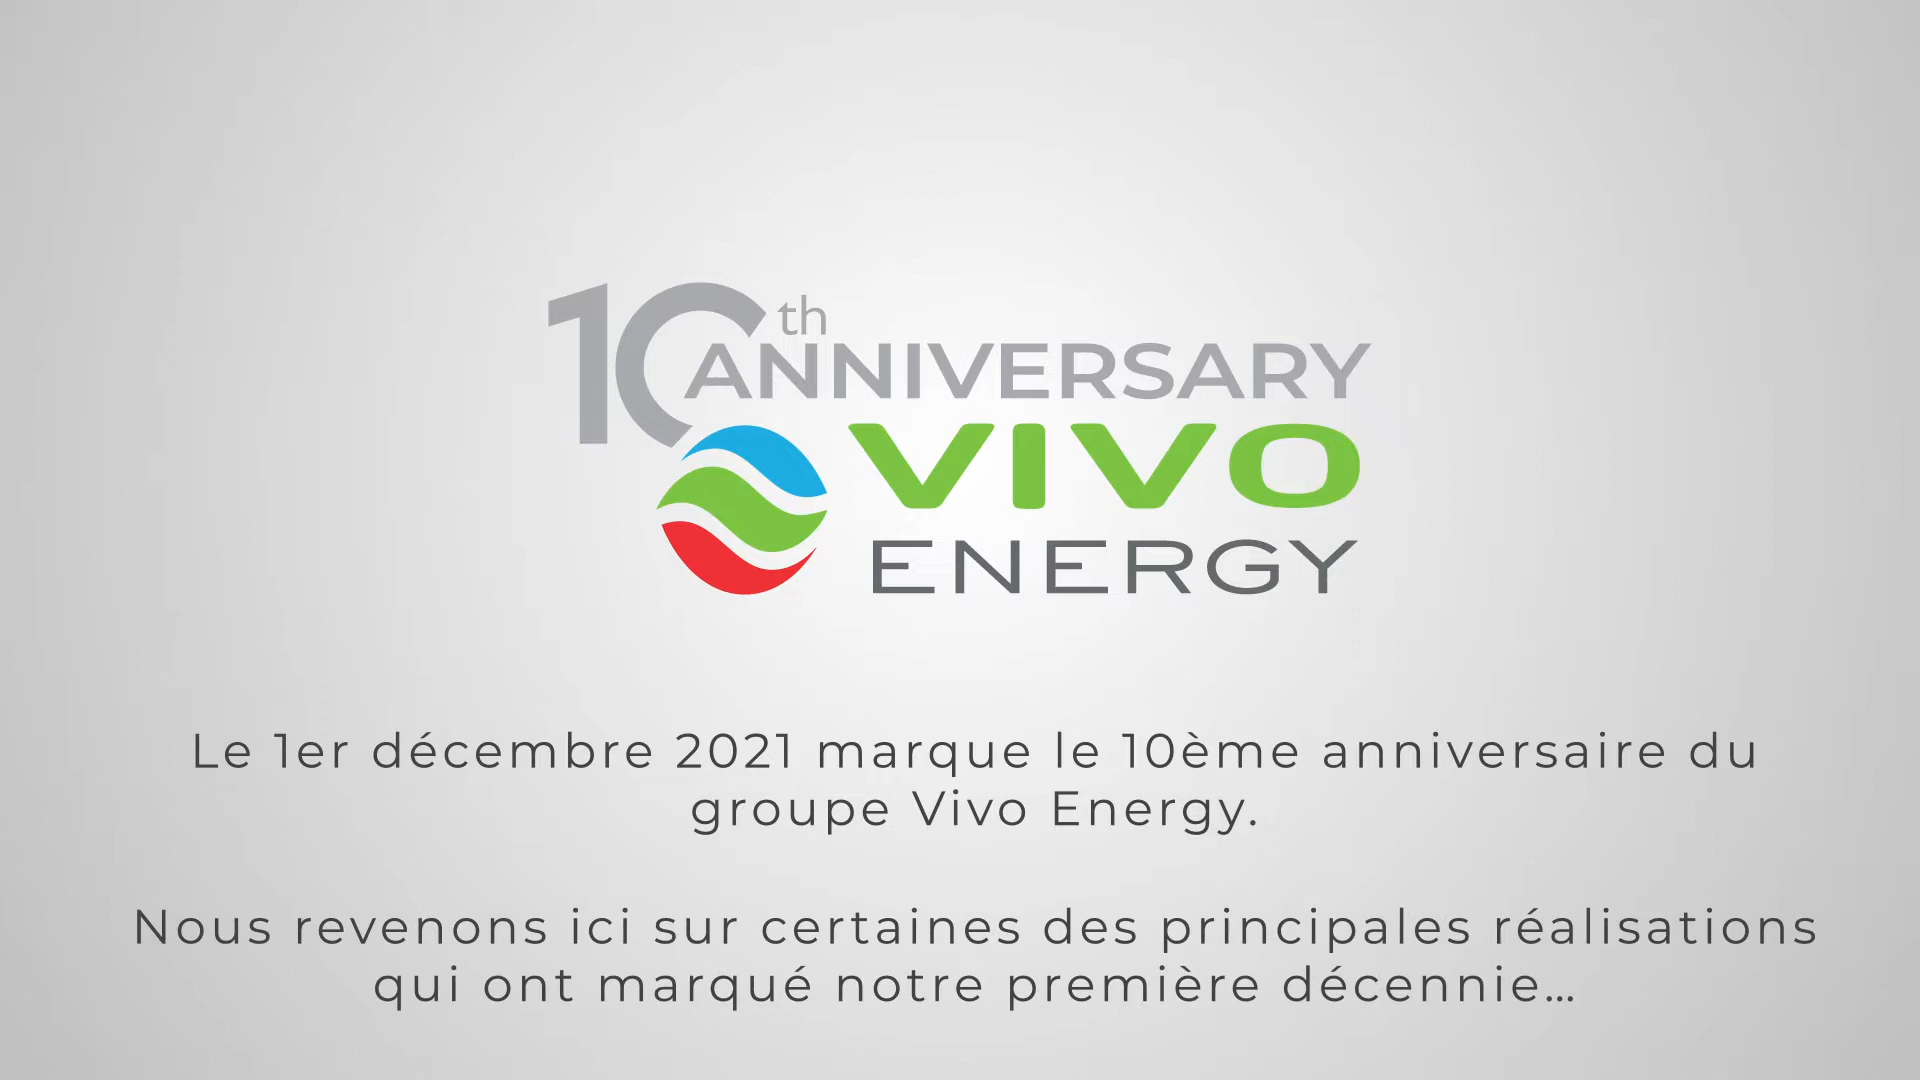 10th
ANNIVERSARY
VIVO
ENERGY
Le 1er décembre 2021 marque le 10ème anniversaire du
groupe Vivo Energy.
Nous revenons ici sur certaines des principales réalisations
qui ont marqué notre première décennie...